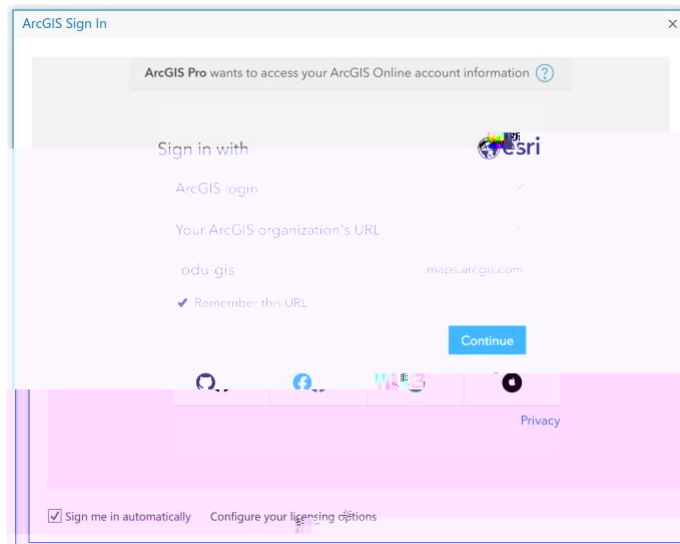 ArcGIS Sign In
ArcGIS Pro wants to access your ArcGIS Online account information ?
Sign in with
esri
ArcGIS login
Your ArcGIS organization's URL
odu-gis
maps.arcgis.com
Remember this URL
Continue
Privacy
Sign me in automatically
Configure your licensing options